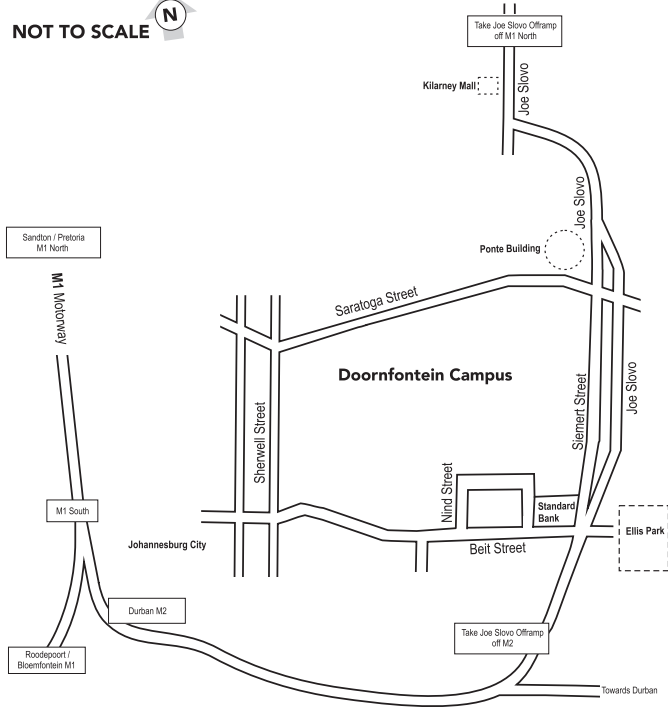 N
NOT TO SCALE
Take Joe Slovo Offramp
off M1 North
Kilarney Mall
Joe Slovo
Joe Slovo
Sandton / Pretoria
M1 North
Ponte Building
M1 Motorway
Saratoga Street
Doornfontein Campus
Joe Slovo
Siemert Street
Sherwell Street
Nind Street
M1 South
Standard
Bank
Ellis Park
Johannesburg City
Beit Street
Durban M2
Take Joe Slovo Offramp
off M2
Roodepoort /
Bloemfontein M1
Towards Durban